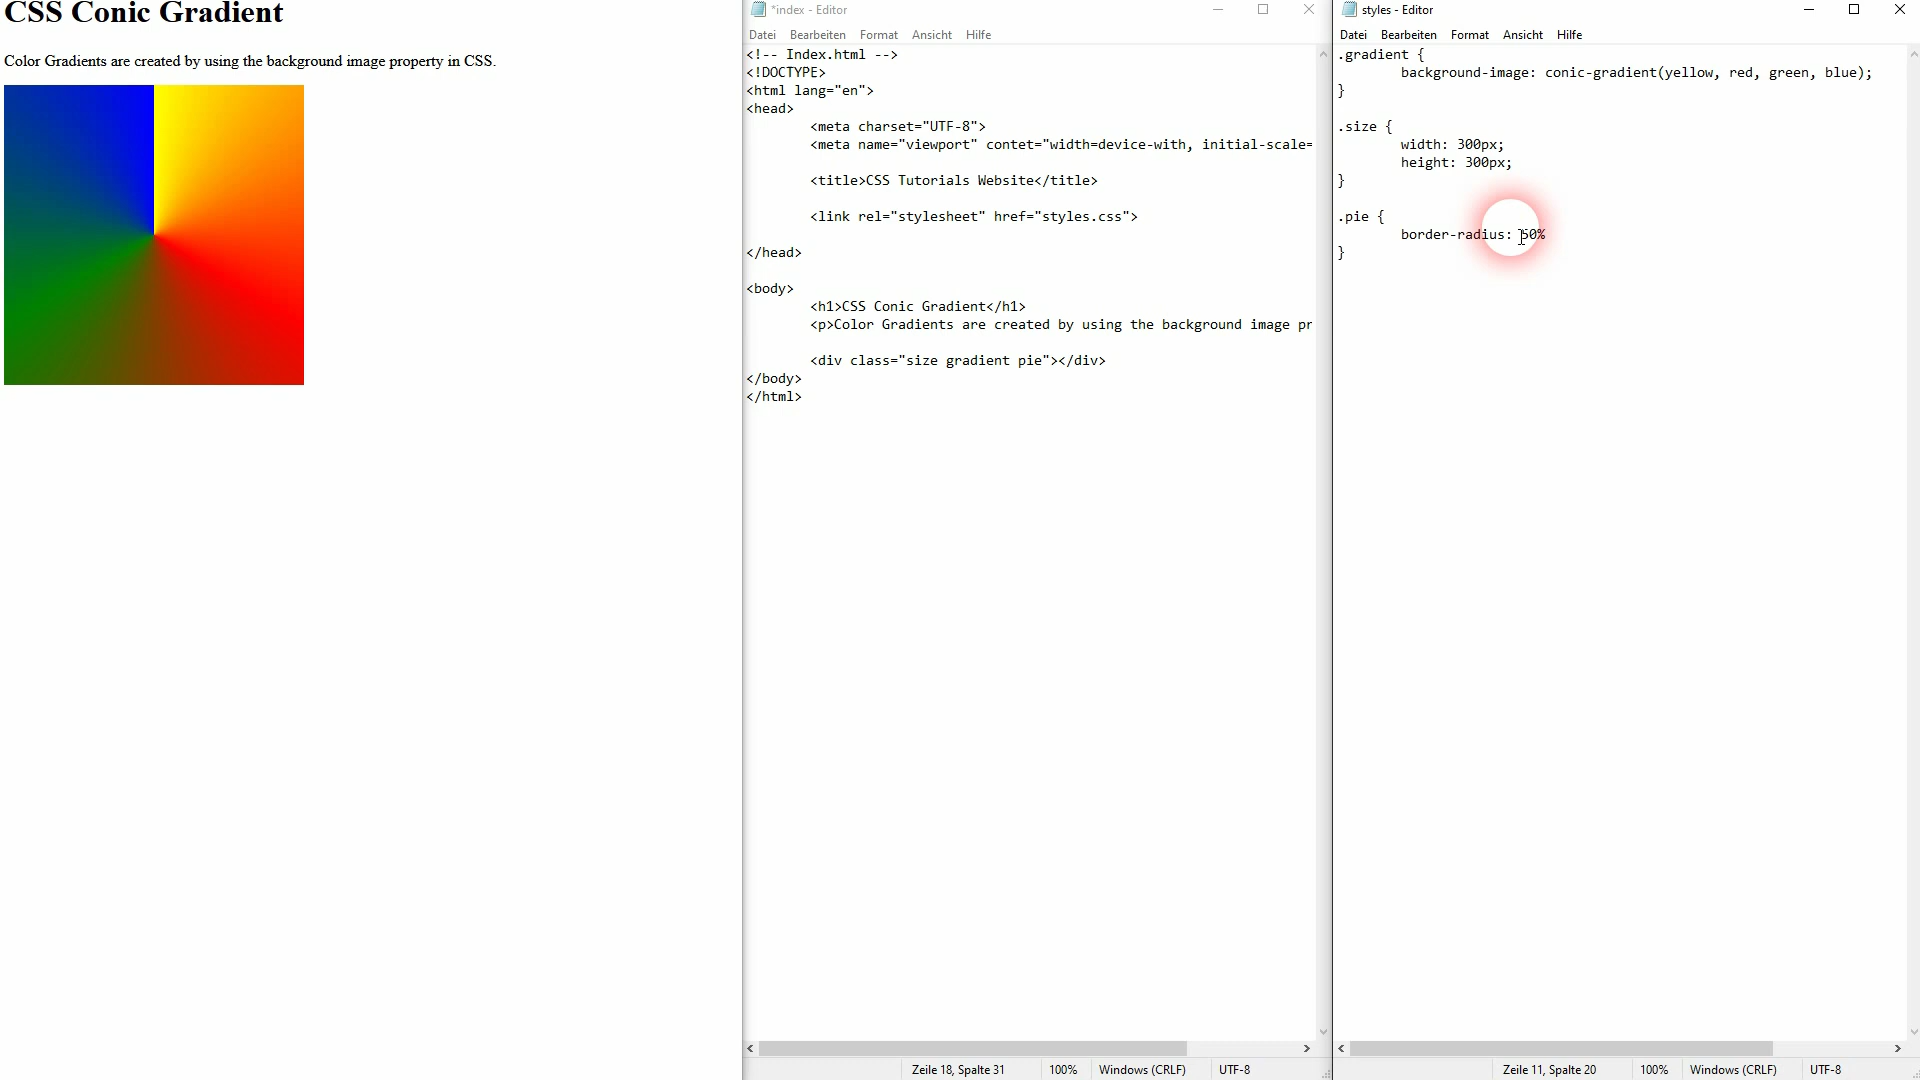 CSS Conic Gradient
Color Gradients are created by using the background image property in CSS.
*index - Editor
Datei Bearbeiten Format Ansicht Hilfe
<!-- Index.html -->
<!DOCTYPE>
<html lang="en">
<head>
<meta charset="UTF-8">
<meta name="viewport" contet="width=device-with, initial-scale=
<title>CSS Tutorials Website</title>
<link rel="stylesheet" href="styles.css">
</head>
<body>
<h1>CSS Conic Gradient</h1>
<p>Color Gradients are created by using the background image pr
<div class="size gradient pie"></div>
</body>
</html>
Zeile 18, Spalte 31 100% Windows (CRLF) UTF-8
styles - Editor
Datei Bearbeiten Format Ansicht Hilfe
.gradient {
background-image: conic-gradient(yellow, red, green, blue);
}
.size {
width: 300px;
height: 300px;
}
.pie {
border-radius: 50%
}
Zeile 11, Spalte 20 100% Windows (CRLF) UTF-8